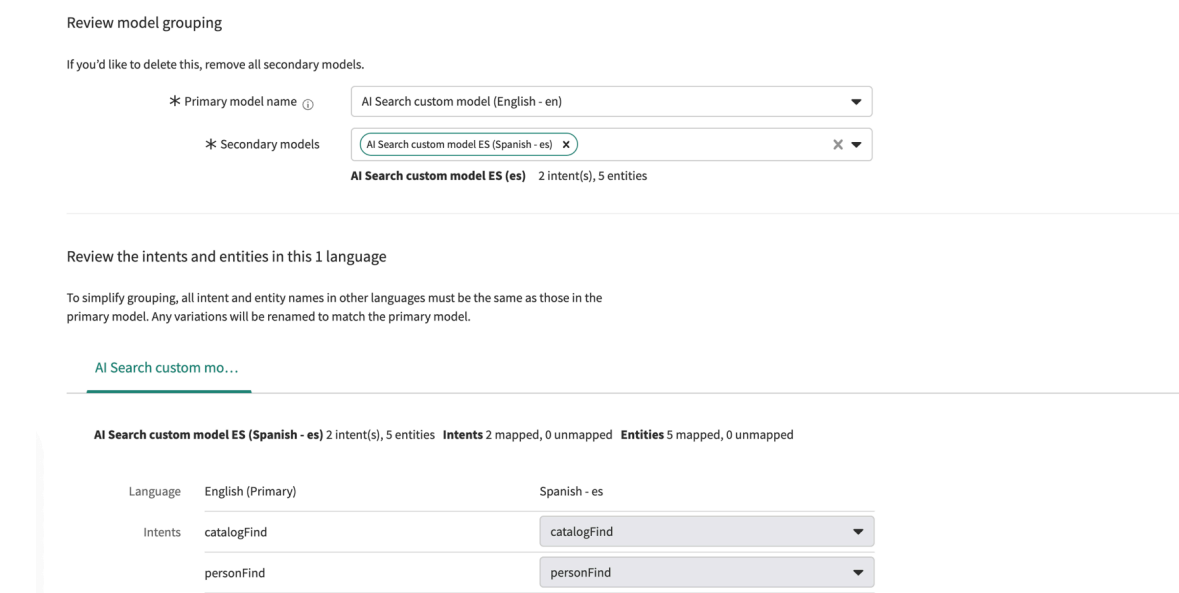 Review model grouping
If you'd like to delete this, remove all secondary models.
* Primary model name ⓘ AI Search custom model (English - en)
* Secondary models AI Search custom model ES (Spanish - es) ×
AI Search custom model ES (es) 2 intent(s), 5 entities
Review the intents and entities in this 1 language
To simplify grouping, all intent and entity names in other languages must be the same as those in the
primary model. Any variations will be renamed to match the primary model.
AI Search custom mo...
AI Search custom model ES (Spanish - es) 2 intent(s), 5 entities Intents 2 mapped, 0 unmapped Entities 5 mapped, 0 unmapped
Language English (Primary) Spanish - es
Intents catalogFind catalogFind
personFind personFind